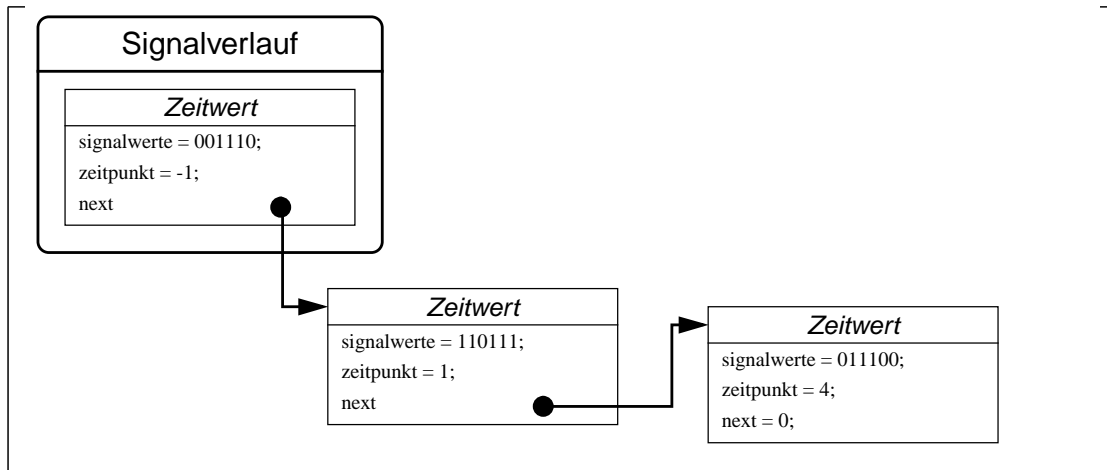 Signalverlauf
Zeitwert
signalwerte = 001110;
zeitpunkt = -1;
next
Zeitwert
signalwerte = 110111;
zeitpunkt = 1;
next
Zeitwert
signalwerte = 011100;
zeitpunkt = 4;
next = 0;